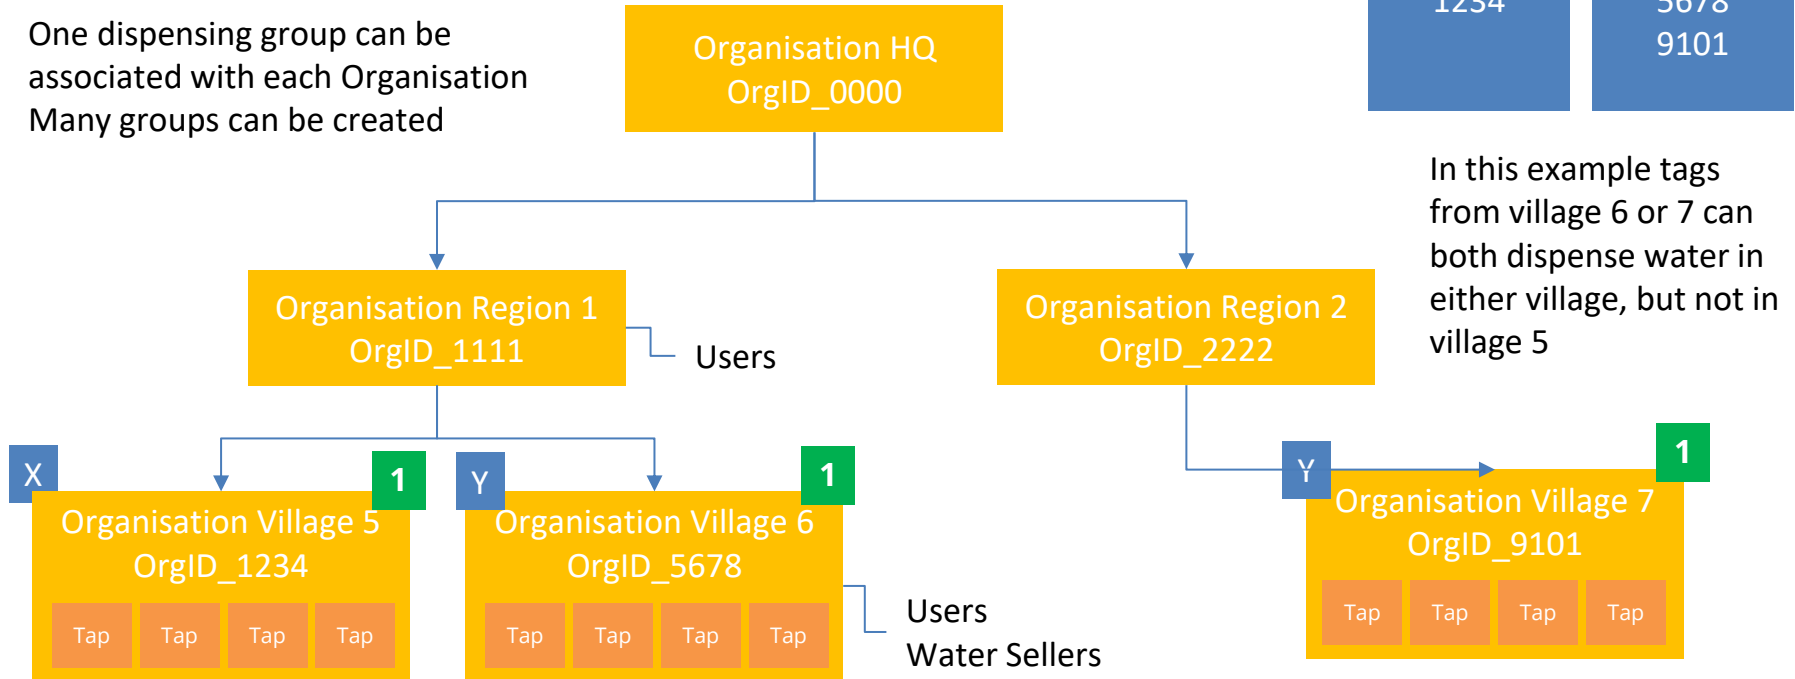 One dispensing group can be
associated with each Organisation
Many groups can be created
Organisation HQ
OrgID_0000
1234
5678
9101
In this example tags
from village 6 or 7 can
both dispense water in
either village, but not in
village 5
Organisation Region 1
OrgID_1111
Users
Organisation Region 2
OrgID_2222
X
1
Organisation Village 5
OrgID_1234
Tap Tap Tap Tap
Y
1
Organisation Village 6
OrgID_5678
Tap Tap Tap Tap
Users
Water Sellers
Y
1
Organisation Village 7
OrgID_9101
Tap Tap Tap Tap